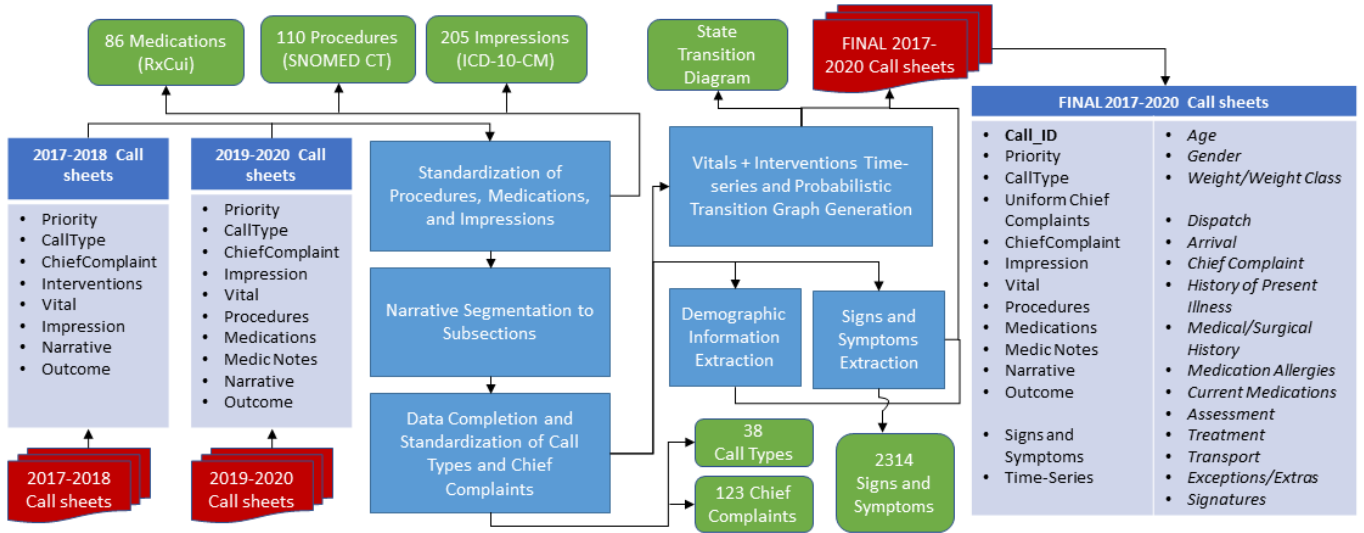 86 Medications
(RxCui)
110 Procedures
(SNOMED CT)
205 Impressions
(ICD-10-CM)
State
Transition
Diagram
FINAL 2017-
2020 Call sheets
2017-2018 Call
sheets
• Priority
• CallType
• ChiefComplaint
• Interventions
• Vital
• Impression
• Narrative
• Outcome
2017-2018
Call sheets
2019-2020 Call
sheets
• Priority
• CallType
• ChiefComplaint
• Impression
• Vital
• Procedures
• Medications
• Medic Notes
• Narrative
• Outcome
2019-2020
Call sheets
Standardization of
Procedures, Medications,
and Impressions
Narrative Segmentation to
Subsections
Data Completion and
Standardization of Call
Types and Chief
Complaints
Vitals + Interventions Time-
series and Probabilistic
Transition Graph Generation
Demographic
Information
Extraction
Signs and
Symptoms
Extraction
38
Call Types
123 Chief
Complaints
2314
Signs and
Symptoms
FINAL 2017-2020 Call sheets
• Call_ID
• Priority
• CallType
• Uniform Chief
Complaints
• ChiefComplaint
• Impression
• Vital
• Procedures
• Medications
• Medic Notes
• Narrative
• Outcome
• Signs and
Symptoms
• Time-Series
• Age
• Gender
• Weight/Weight Class
• Dispatch
• Arrival
• Chief Complaint
• History of Present
Illness
• Medical/Surgical
History
• Medication Allergies
• Current Medications
• Assessment
• Treatment
• Transport
• Exceptions/Extras
• Signatures